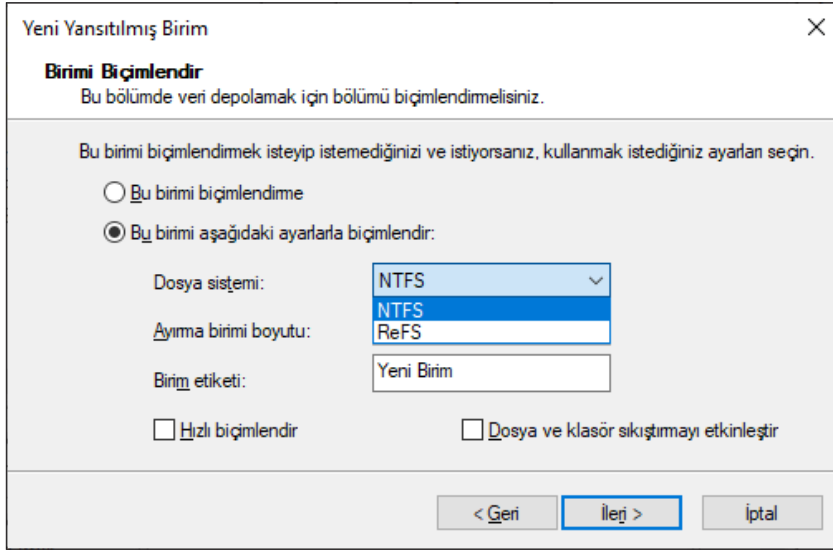 Yeni Yansıtılmış Birim
Birimi Biçimlendir
Bu bölümde veri depolamak için bölümü biçimlendirmelisiniz.
Bu birimi biçimlendirmek isteyip istemediğinizi ve istiyorsanız, kullanmak istediğiniz ayarları seçin.
Bu birimi biçimlendirme
Bu birimi aşağıdaki ayarlarla biçimlendir:
Dosya sistemi: NTFS
NTFS
Ayırma birimi boyutu: ReFS
Birim etiketi: Yeni Birim
Hızlı biçimlendir Dosya ve klasör sıkıştırmayı etkinleştir
< Geri İleri > İptal